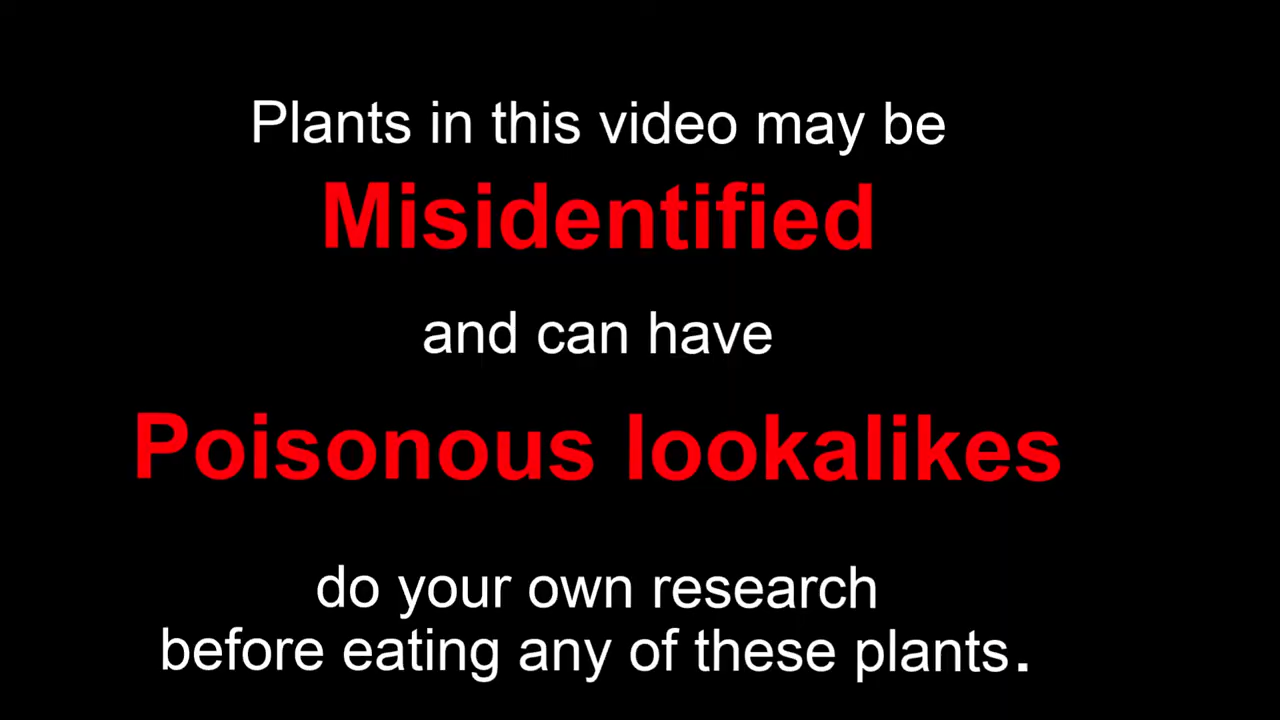 Plants in this video may be
Misidentified
and can have
Poisonous lookalikes
do your own research
before eating any of these plants.